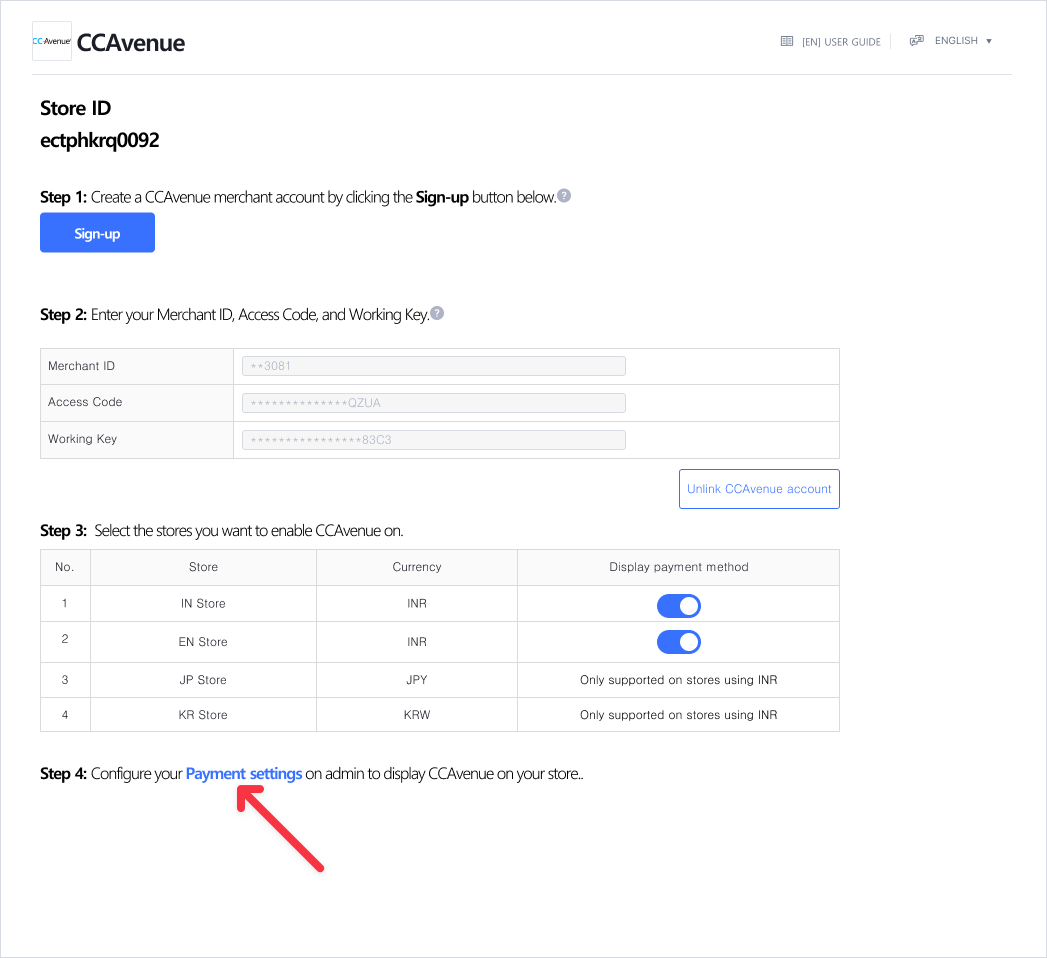 CCAvenue CCAvenue [EN] USER GUIDE ENGLISH ▼
Store ID
ectphkrq0092
Step 1: Create a CCAvenue merchant account by clicking the Sign-up button below. ?
Sign-up
Step 2: Enter your Merchant ID, Access Code, and Working Key. ?
Merchant ID **3081
Access Code **************QZUA
Working Key ****************83C3
Unlink CCAvenue account
Step 3: Select the stores you want to enable CCAvenue on.
No. Store Currency Display payment method
1 IN Store INR
2 EN Store INR
3 JP Store JPY Only supported on stores using INR
4 KR Store KRW Only supported on stores using INR
Step 4: Configure your Payment settings on admin to display CCAvenue on your store..